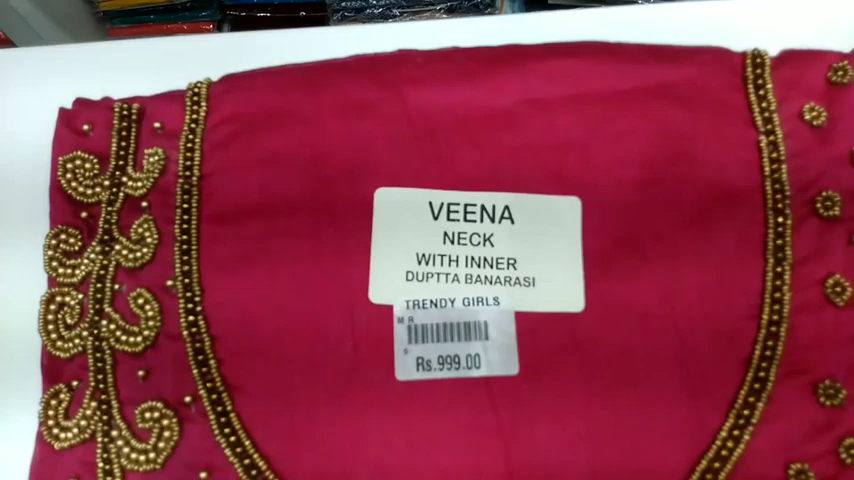 VEENA
NECK
WITH INNER
DUPTTA BANARASI
TRENDY GIRLS
M R
Rs.999.00